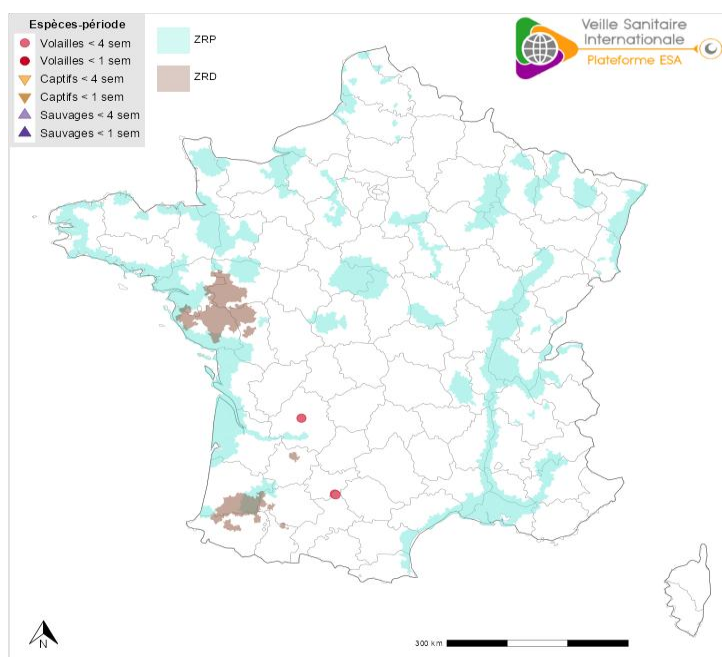 Espèces-période
Volailles < 4 sem
Volailles < 1 sem
Captifs < 4 sem
Captifs < 1 sem
Sauvages < 4 sem
Sauvages < 1 sem
ZRP
ZRD
Veille Sanitaire
Internationale
Plateforme ESA
N
300 km